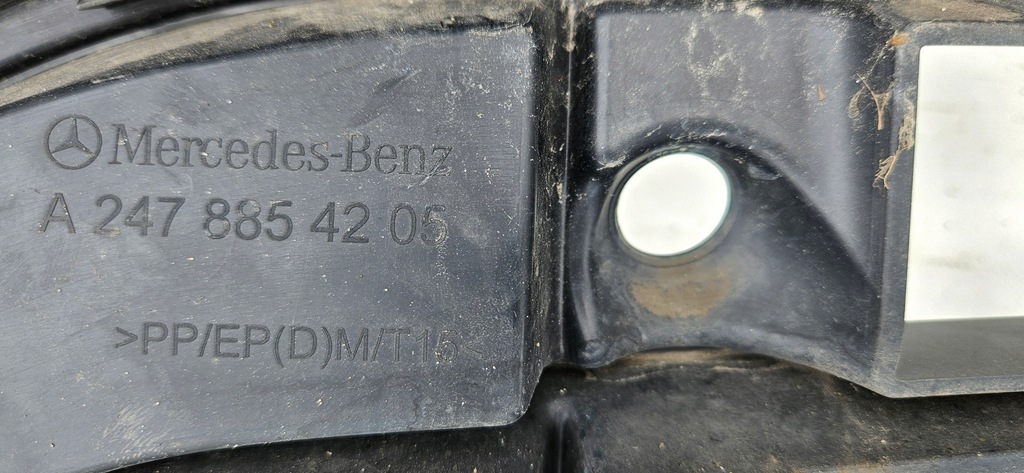 Mercedes-Benz
A 247 885 42 05
>PP/EP(D)M/T15<